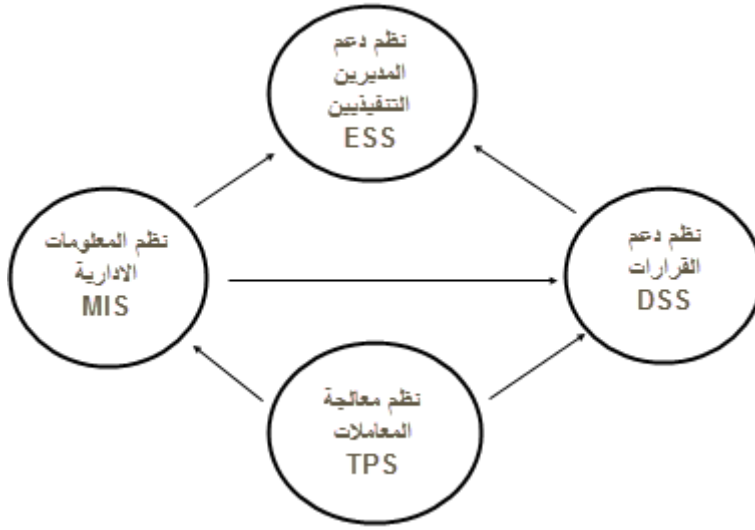 نظم دعم
المديرين
التنفيذيين
ESS
نظم المعلومات
الادارية
MIS
نظم دعم
القرارات
DSS
نظم معالجة
المعاملات
TPS